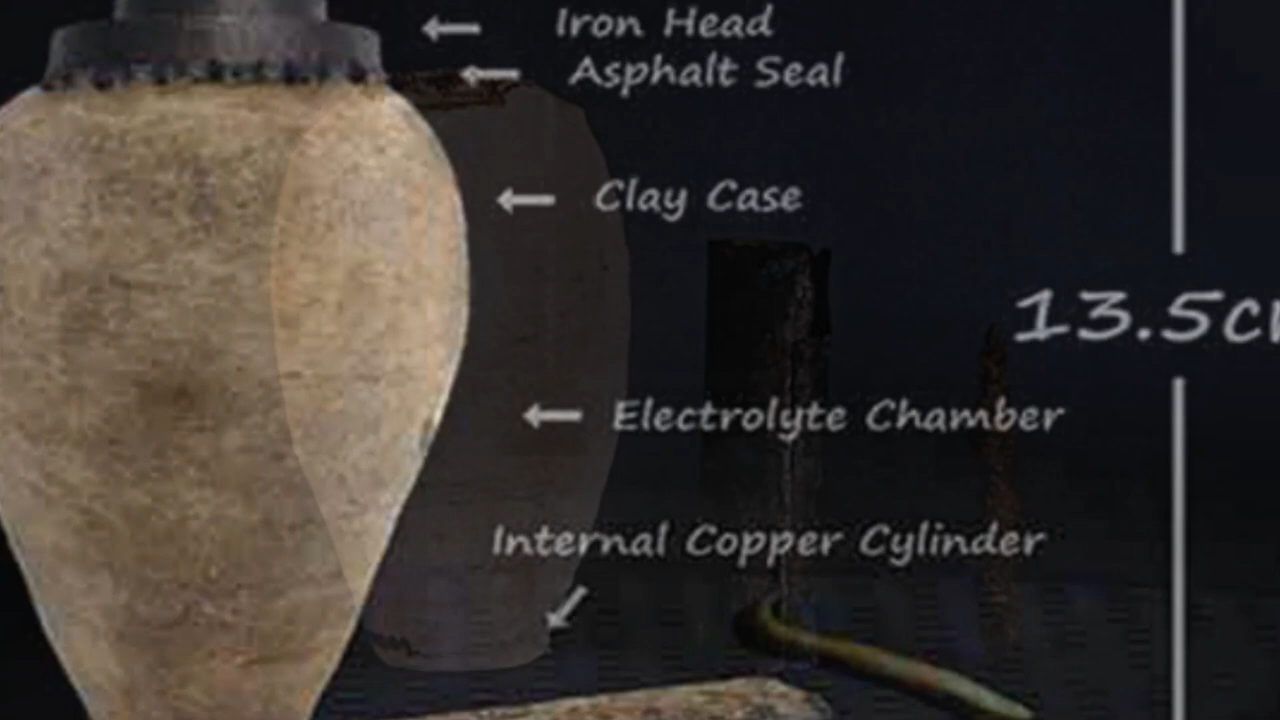 Iron Head
Asphalt Seal
Clay Case
13.5c
Electrolyte Chamber
Internal Copper Cylinder